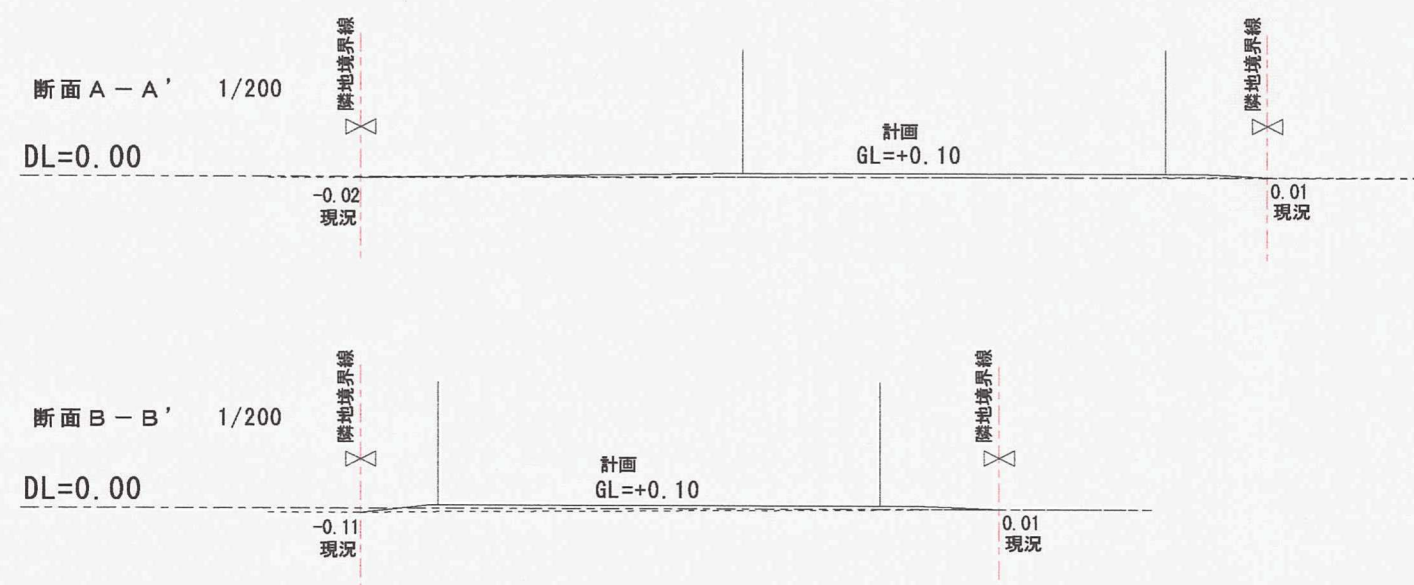 断面A－A’ 1/200
隣地境界線
隣地境界線
DL=0.00
計画
GL=+0.10
-0.02
現況
0.01
現況
断面B－B’ 1/200
隣地境界線
隣地境界線
DL=0.00
計画
GL=+0.10
-0.11
現況
0.01
現況